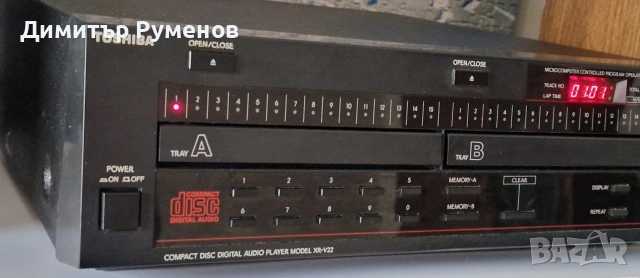 Димитър Руменов
TOSHIBA
OPEN/CLOSE
OPEN/CLOSE
MICROCOMPUTER CONTROLLED PROGRAM
TRACK NO.
LAP TIME
0101
TOTAL
1 2 3 4 5 6 7 8 9 10 11 12 13 14 15
TRAY A
TRAY B
POWER
ON OFF
COMPACT
disc
DIGITAL AUDIO
1 2 3 4 5
6 7 8 9 0
MEMORY-A
MEMORY-B
CLEAR
DISPLAY
REPEAT
COMPACT DISC DIGITAL AUDIO PLAYER MODEL XR-V22
bazar